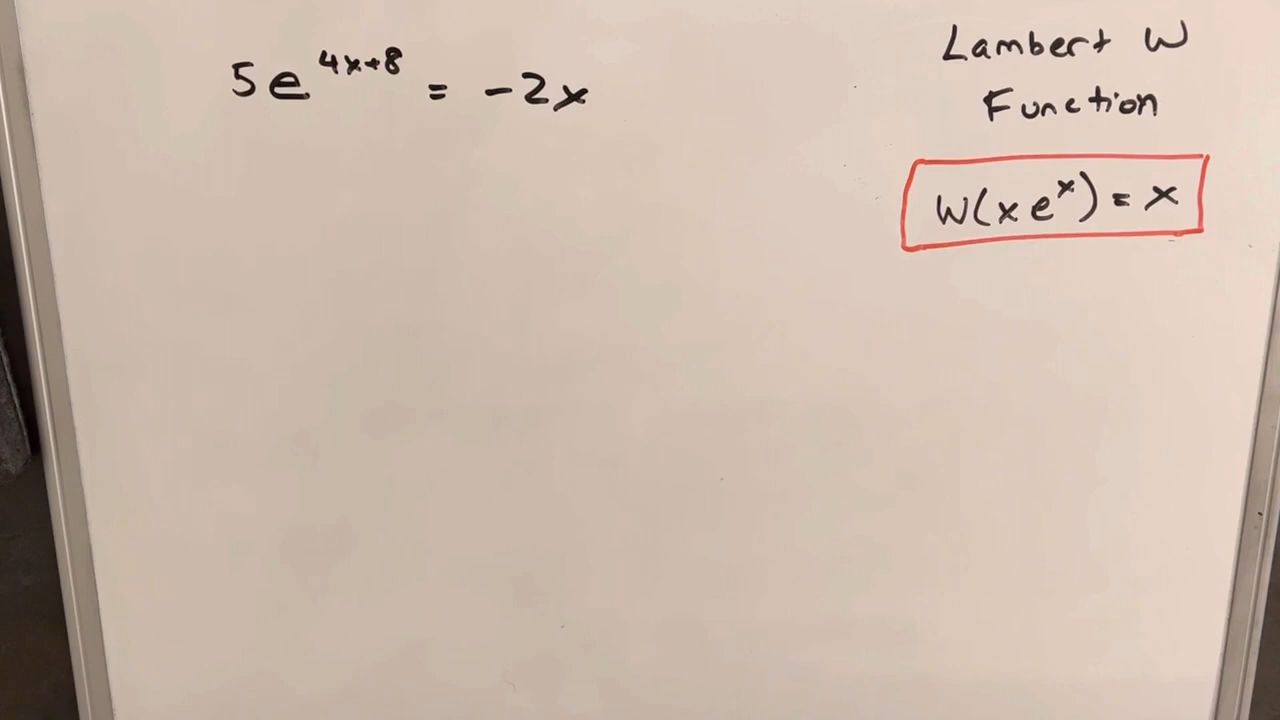 5e^{4x+8} = -2x
Lambert W
Function
W(xe^x) = x